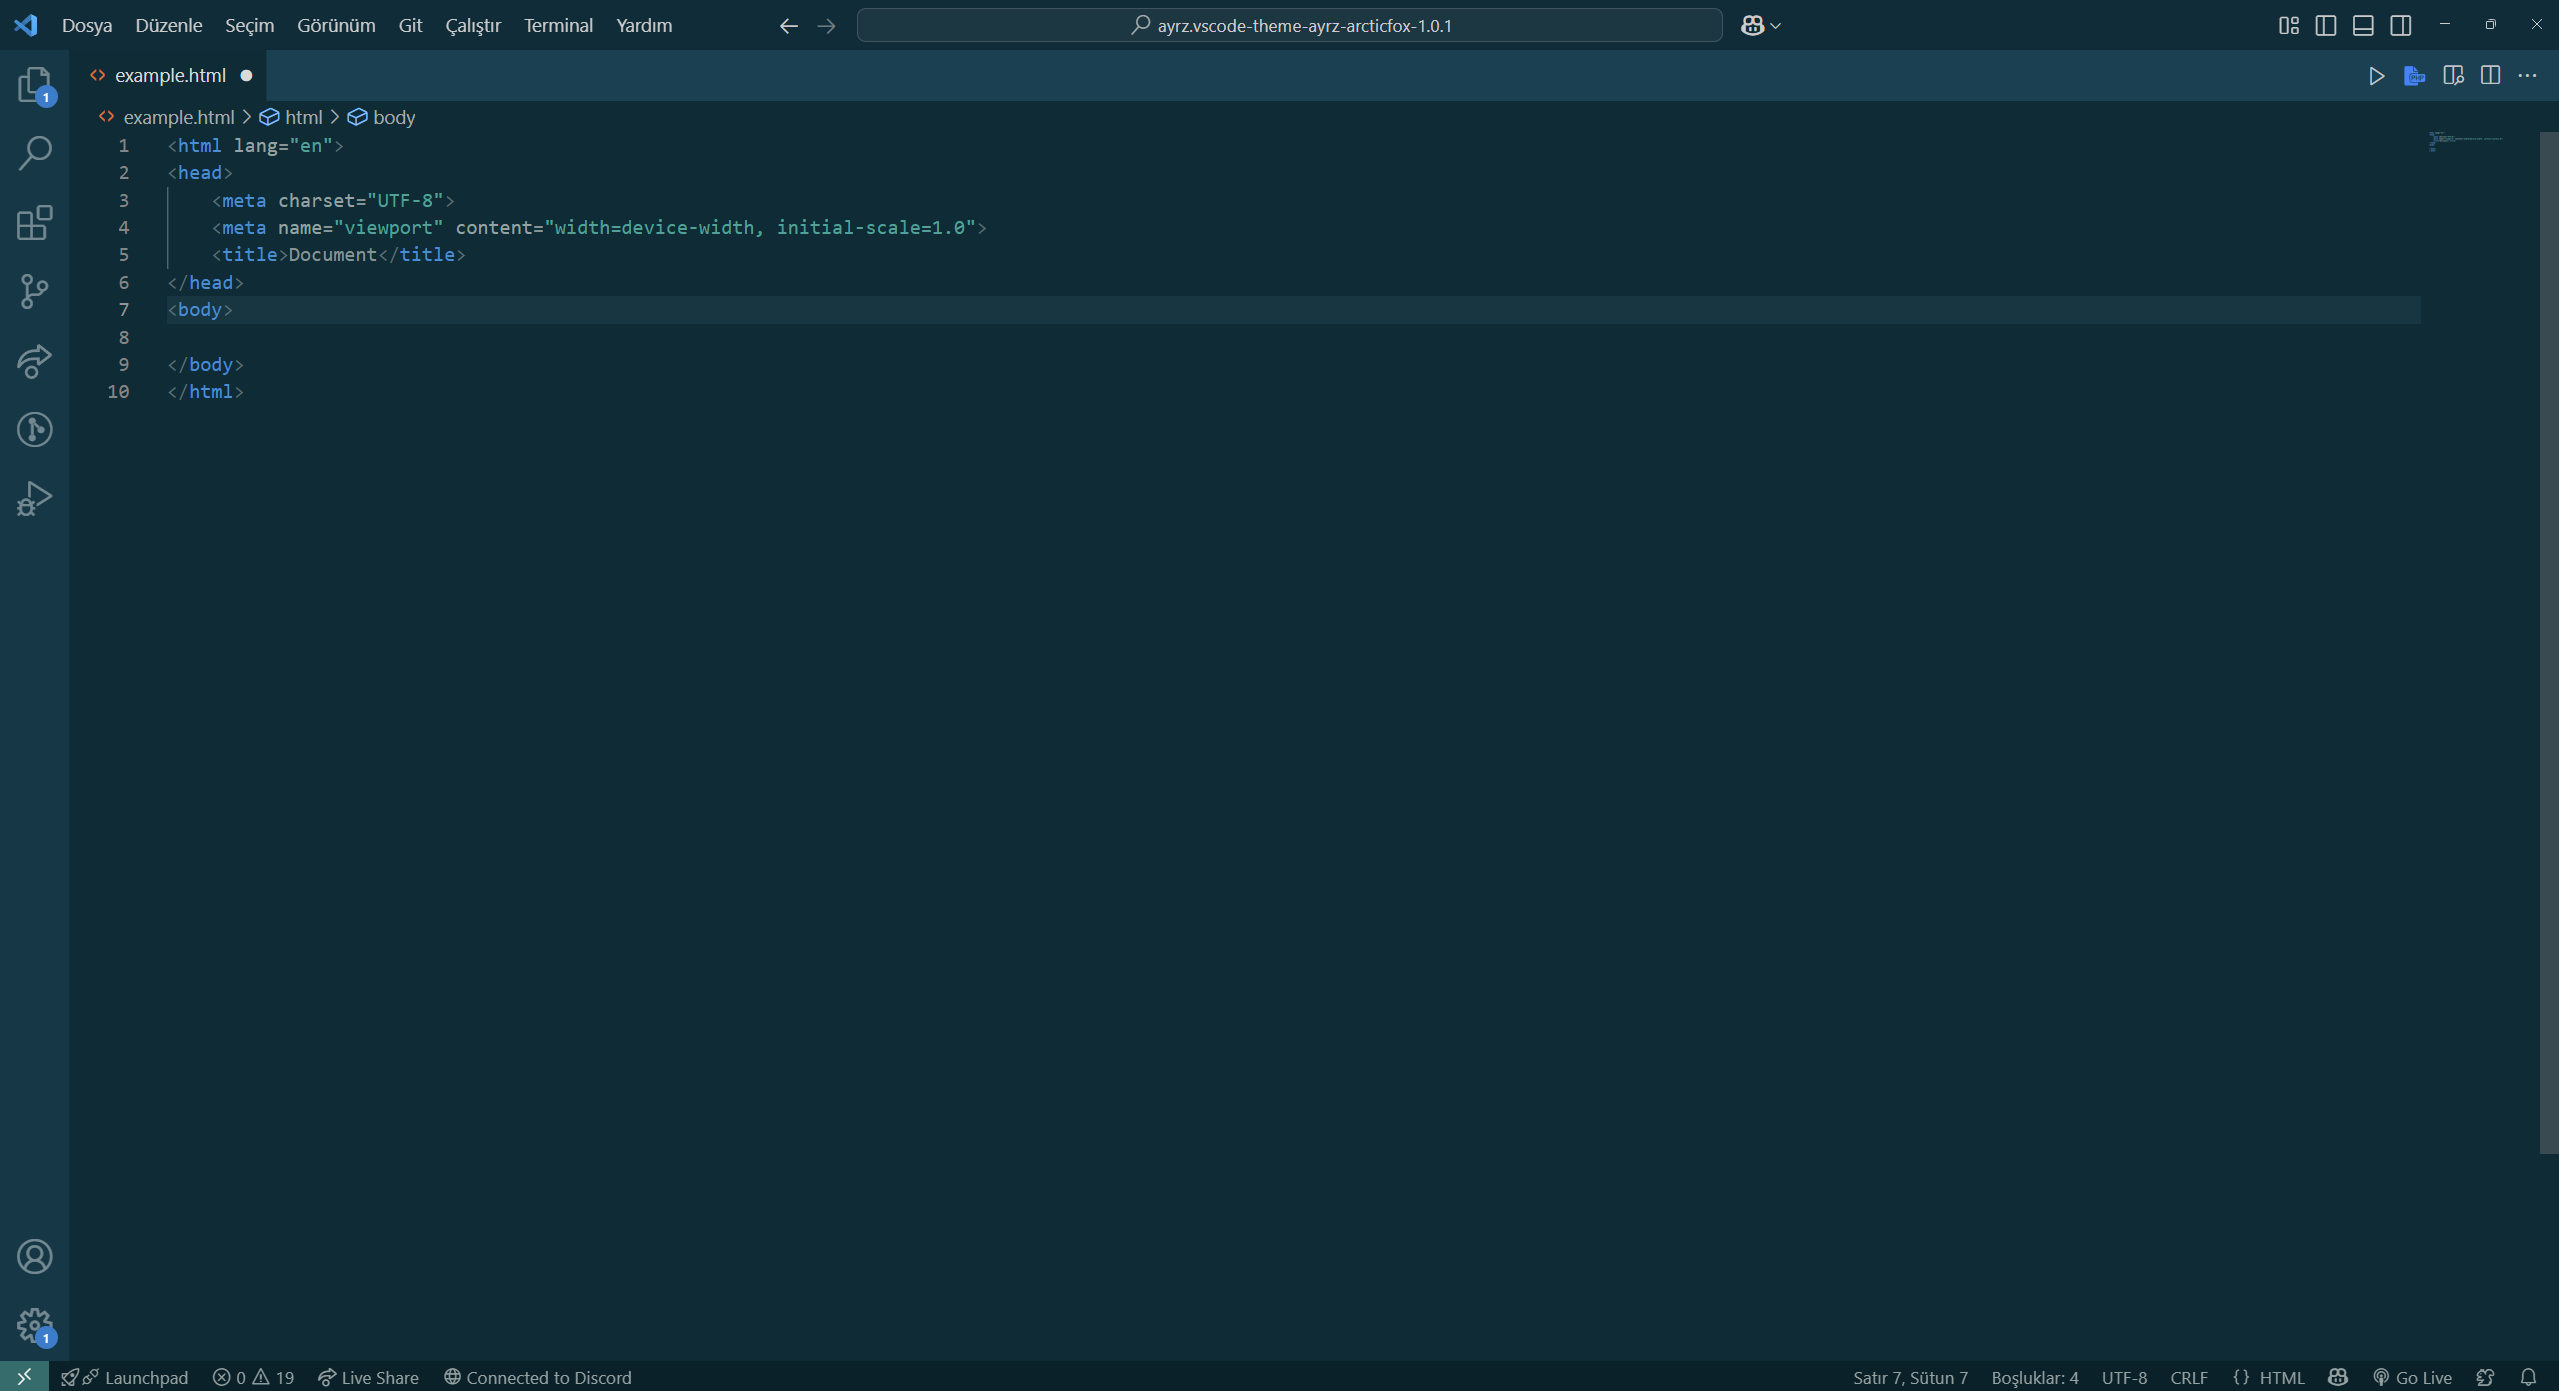 Dosya Düzenle Seçim Görünüm Git Çalıştır Terminal Yardım ayrz.vscode-theme-ayrz-arcticfox-1.0.1
example.html
1
example.html > html > body
1 <html lang="en">
2 <head>
3     <meta charset="UTF-8">
4     <meta name="viewport" content="width=device-width, initial-scale=1.0">
5     <title>Document</title>
6 </head>
7 <body>
8
9 </body>
10 </html>
1
Launchpad 0 19 Live Share Connected to Discord Satır 7, Sütun 7 Boşluklar: 4 UTF-8 CRLF {} HTML Go Live